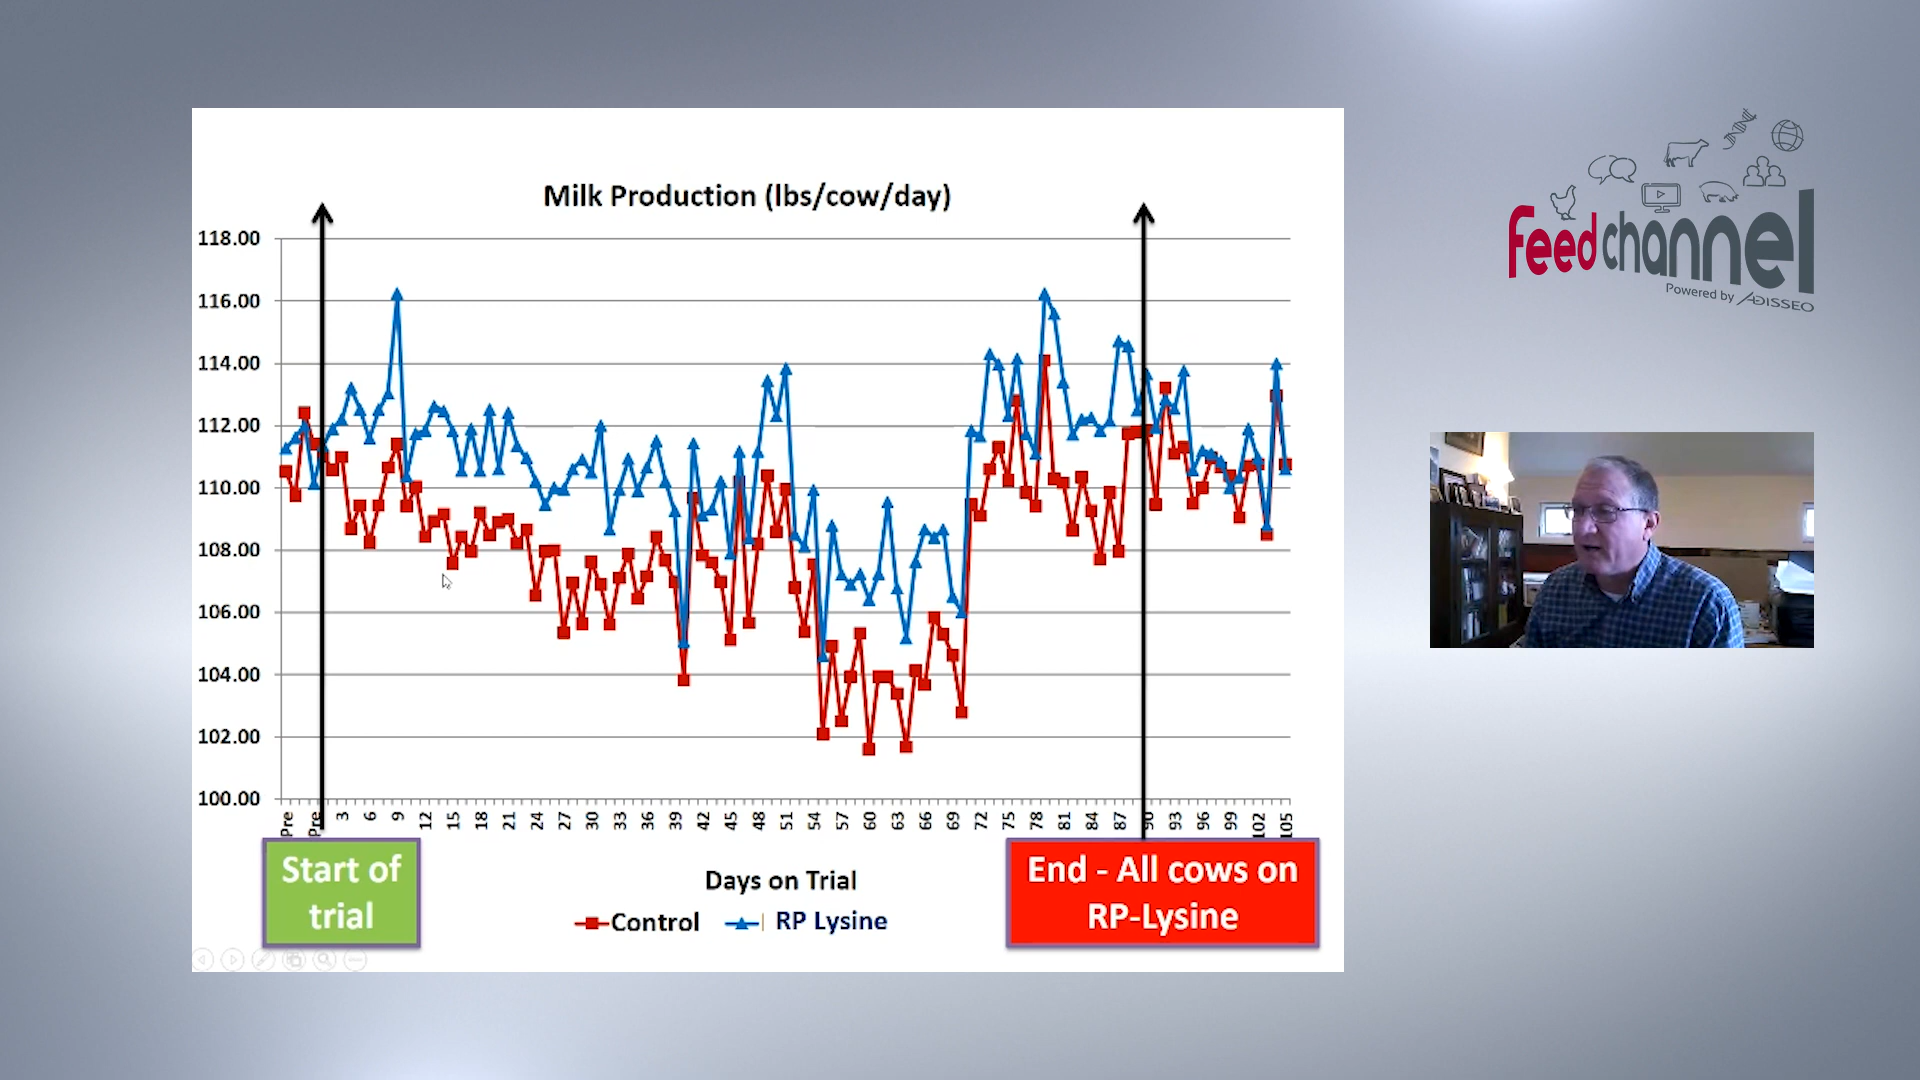 Milk Production (lbs/cow/day)
118.00
116.00
114.00
112.00
110.00
108.00
106.00
104.00
102.00
100.00
Pre Pre 3 6 9 12 15 18 21 24 27 30 33 36 39 42 45 48 51 54 57 60 63 66 69 72 75 78 81 84 87 90 93 96 99 102 105
Start of
trial
Days on Trial
Control RP Lysine
End - All cows on
RP-Lysine
feedchannel
Powered by ADISSEO